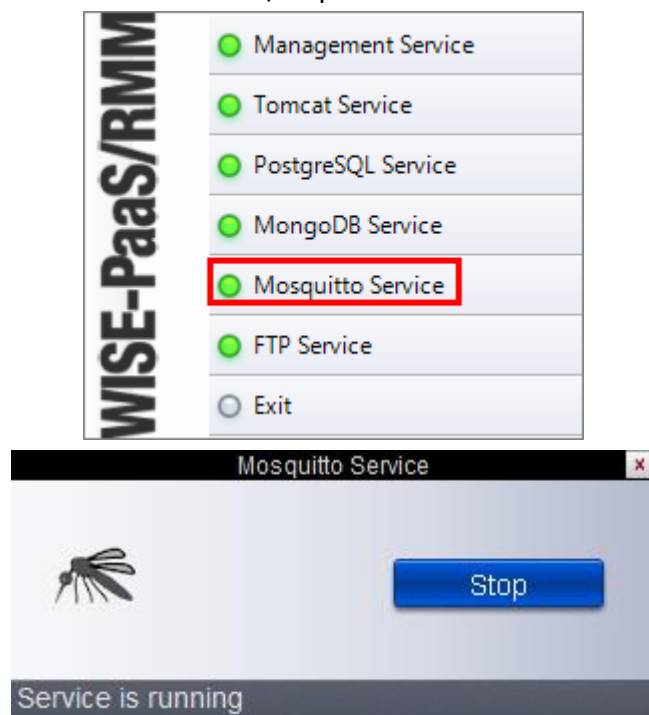 WISE-PaaS/RMM
Management Service
Tomcat Service
PostgreSQL Service
MongoDB Service
Mosquitto Service
FTP Service
Exit
Mosquitto Service
x
Stop
Service is running